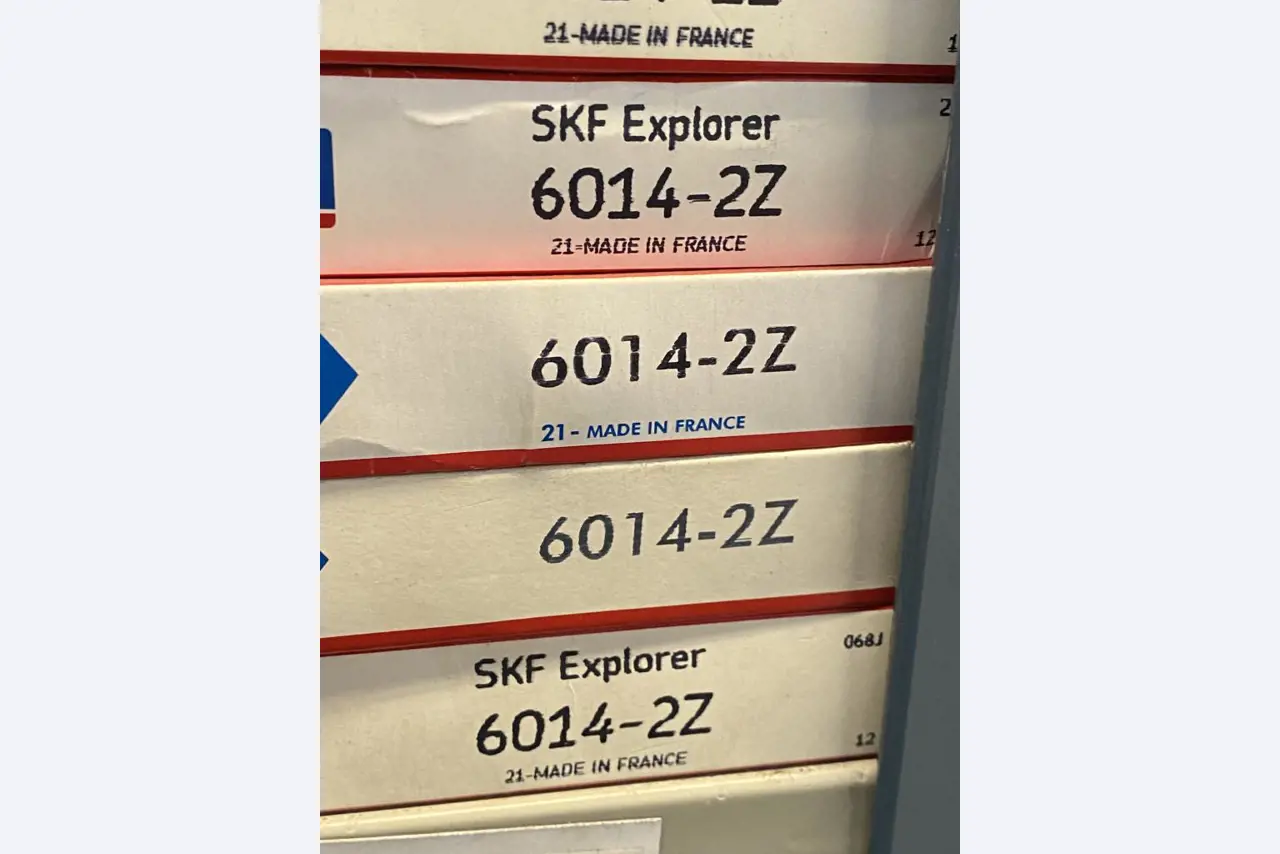 21-MADE IN FRANCE
SKF Explorer
6014-2Z
21-MADE IN FRANCE
12
6014-2Z
21- MADE IN FRANCE
6014-2Z
SKF Explorer
068J
6014-2Z
12
21-MADE IN FRANCE